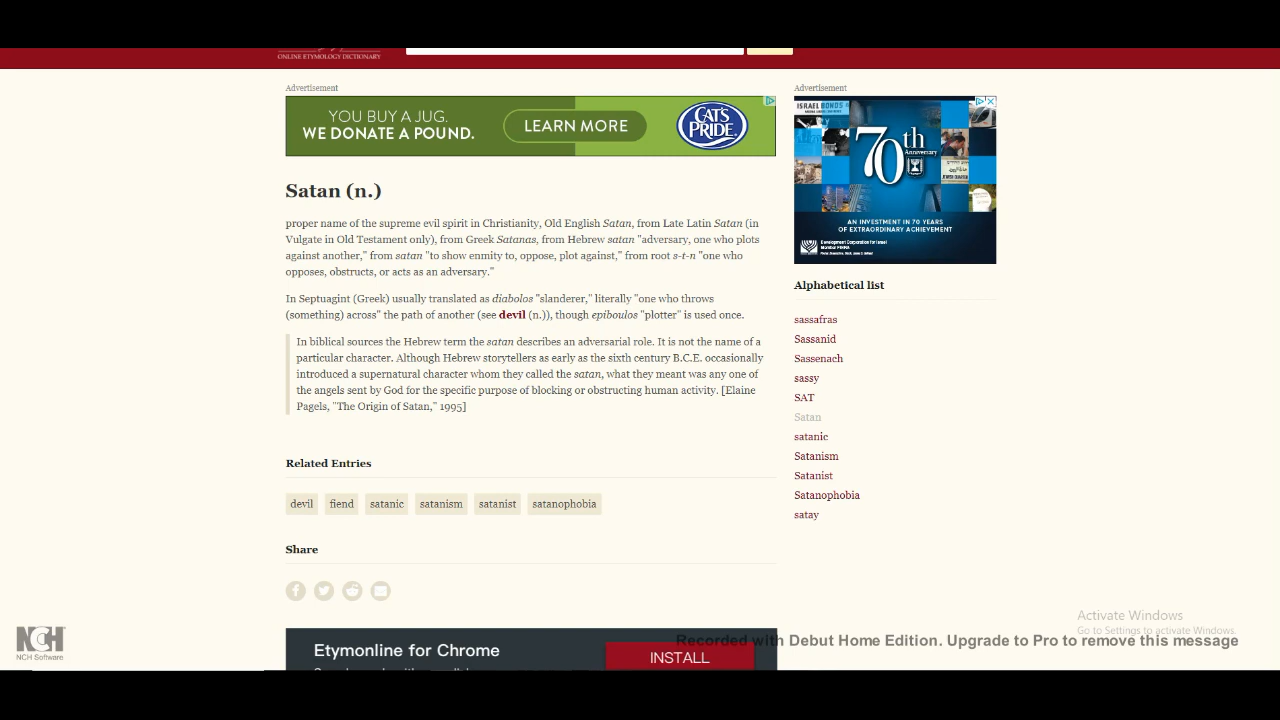 ONLINE ETYMOLOGY DICTIONARY
Advertisement
YOU BUY A JUG.
WE DONATE A POUND.
LEARN MORE
CAT'S
PRIDE
Satan (n.)
proper name of the supreme evil spirit in Christianity, Old English Satan, from Late Latin Satan (in
Vulgate in Old Testament only), from Greek Satanas, from Hebrew satan "adversary, one who plots
against another," from satan "to show enmity to, oppose, plot against," from root s-t-n "one who
opposes, obstructs, or acts as an adversary."
In Septuagint (Greek) usually translated as diabolos "slanderer," literally "one who throws
(something) across" the path of another (see devil (n.)), though epiboulos "plotter" is used once.
In biblical sources the Hebrew term the satan describes an adversarial role. It is not the name of a
particular character. Although Hebrew storytellers as early as the sixth century B.C.E. occasionally
introduced a supernatural character whom they called the satan, what they meant was any one of
the angels sent by God for the specific purpose of blocking or obstructing human activity. [Elaine
Pagels, "The Origin of Satan," 1995]
Related Entries
devil fiend satanic satanism satanist satanophobia
Share
Etymonline for Chrome
INSTALL
Advertisement
ISRAEL BONDS
70th
Anniversary
AN INVESTMENT IN 70 YEARS
OF EXTRAORDINARY ACHIEVEMENT
Development Corporation for Israel
Member FINRA
Alphabetical list
sassafras
Sassanid
Sassenach
sassy
SAT
Satan
satanic
Satanism
Satanist
Satanophobia
satay
Activate Windows
Go to Settings to activate Windows.
Recorded with Debut Home Edition. Upgrade to Pro to remove this message
NCH
NCH Software